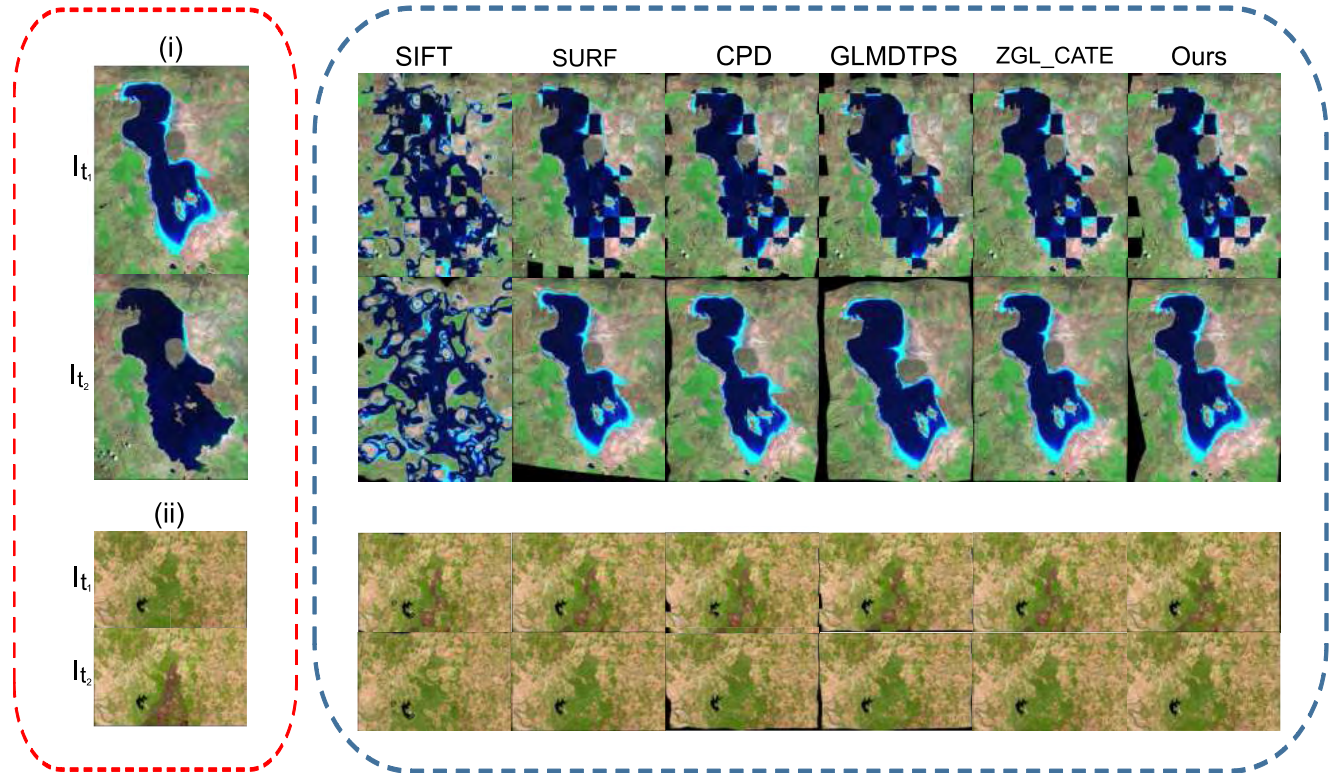 (i)
SIFT SURF CPD GLMDTPS ZGL_CATE Ours
It1
It2
(ii)
It1
It2